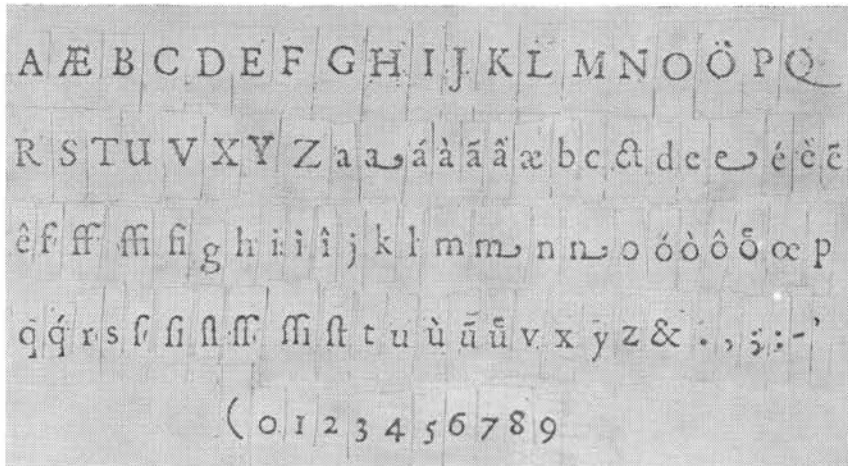 A Æ B C D E F G H I J K L M N O Ö P Q
R S T U V X Y Z a a á à ã â æ b c ct d e e é è ẽ
ê f ff ffi fi g h i ì î j k l m m n n o ó ò ô ő œ p
q q́ r s ſ ſi ſl ſſ ſſi ſt t u ù ũ v x y z & . , ; : - ’
( 0 1 2 3 4 5 6 7 8 9